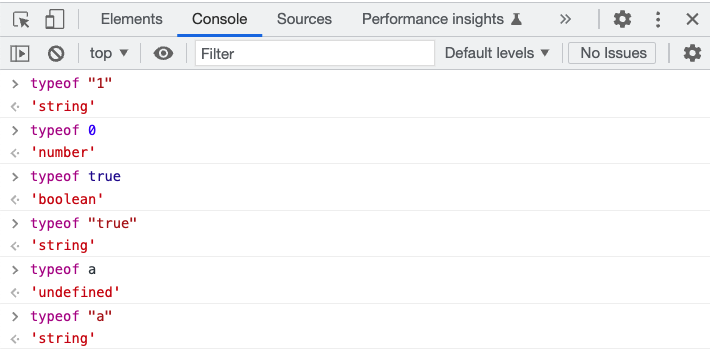 Elements Console Sources Performance insights »
top ▼ Filter Default levels ▼ No Issues
> typeof "1"
<· 'string'
> typeof 0
<· 'number'
> typeof true
<· 'boolean'
> typeof "true"
<· 'string'
> typeof a
<· 'undefined'
> typeof "a"
<· 'string'